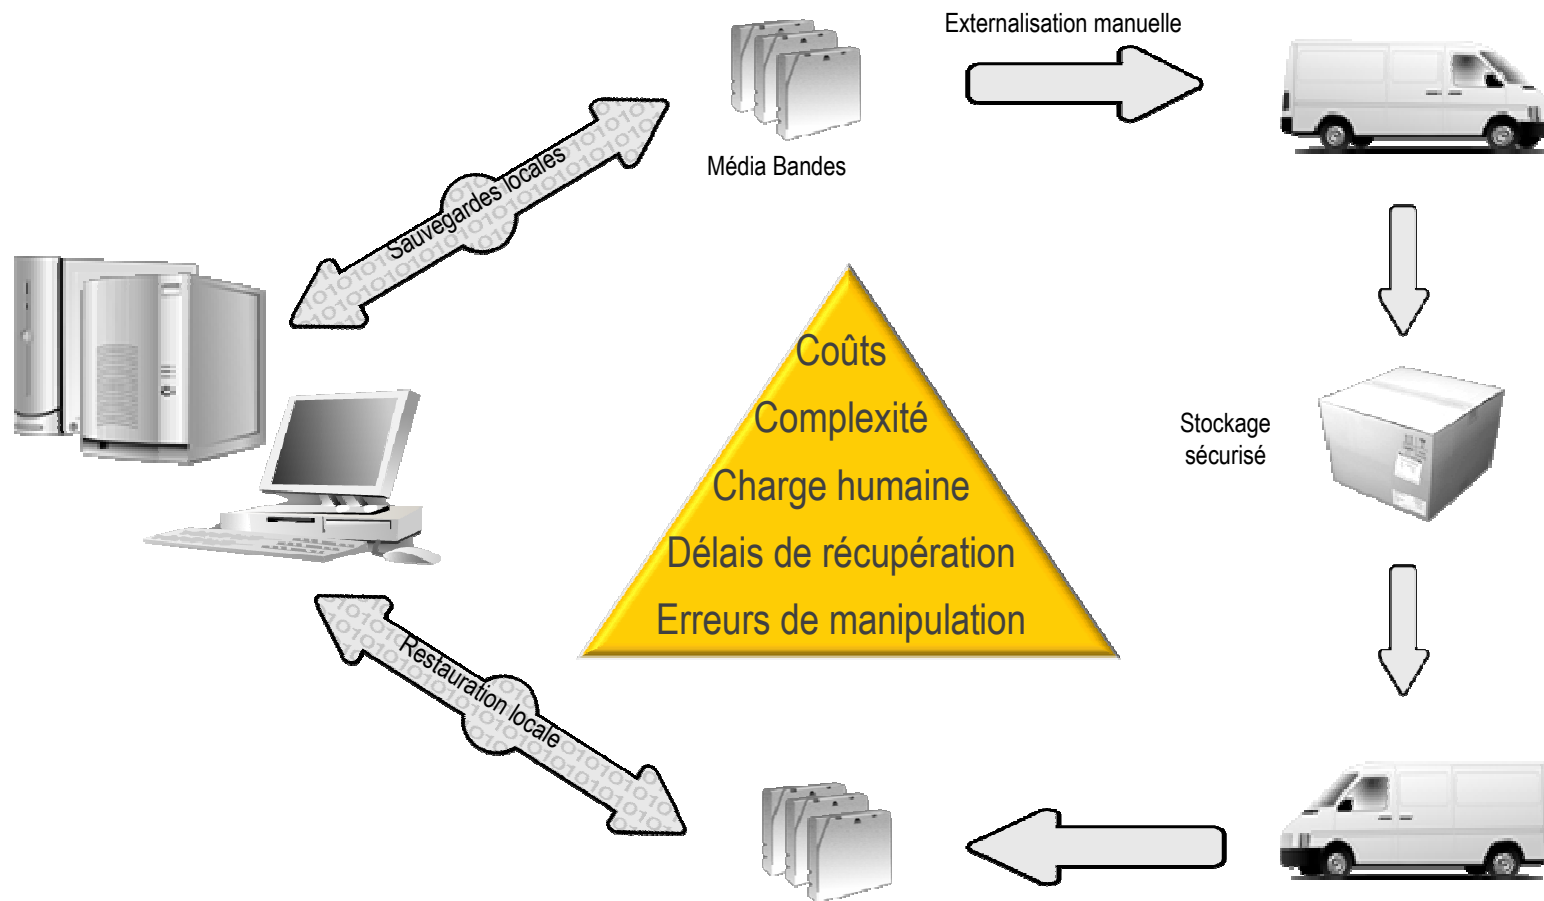 Externalisation manuelle
Média Bandes
Sauvegardes locales
Coûts
Complexité
Charge humaine
Délais de récupération
Erreurs de manipulation
Stockage
sécurisé
Restauration locale